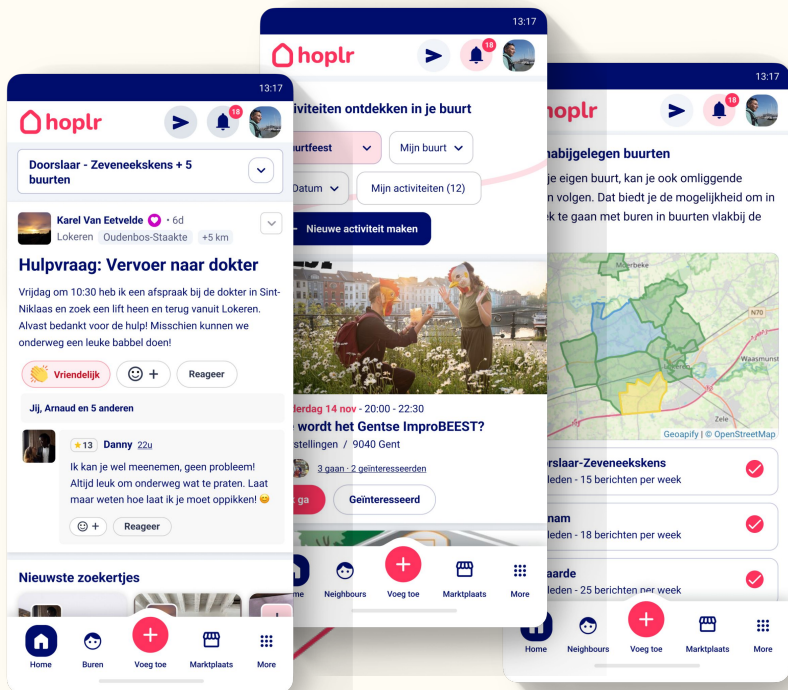 13:17
hoplr
18
Doorslaar - Zeveneekskens + 5
buurten
Karel Van Eetvelde • 6d
Lokeren Oudenbos-Staakte +5 km
Hulpvraag: Vervoer naar dokter
Vrijdag om 10:30 heb ik een afspraak bij de dokter in Sint-
Niklaas en zoek een lift heen en terug vanuit Lokeren.
Alvast bedankt voor de hulp! Misschien kunnen we
onderweg een leuke babbel doen!
Vriendelijk + Reageer
Jij, Arnaud en 5 anderen
13 Danny 22u
Ik kan je wel meenemen, geen probleem!
Altijd leuk om onderweg wat te praten. Laat
maar weten hoe laat ik je moet oppikken! 😄
+ Reageer
Nieuwste zoekertjes
Home Buren Voeg toe Marktplaats More
13:17
hoplr
18
iviteiten ontdekken in je buurt
urtfeest Mijn buurt
Datum Mijn activiteiten (12)
Nieuwe activiteit maken
derdag 14 nov - 20:00 - 22:30
wordt het Gentse ImproBEEST?
stellingen / 9040 Gent
3 gaan · 2 geïnteresseerden
ga Geïnteresseerd
me Neighbours Voeg toe Marktplaats More
13:17
hoplr
18
nabijgelegen buurten
je eigen buurt, kan je ook omliggende
n volgen. Dat biedt je de mogelijkheid om in
ek te gaan met buren in buurten vlakbij de
Moerbeke
N70
Lokeren
Waasmunst
Zele
Geoapify | © OpenStreetMap
rslaar-Zeveneekskens
leden - 15 berichten per week
nam
leden - 18 berichten per week
aarde
leden - 25 berichten per week
Home Neighbours Voeg toe Marktplaats More